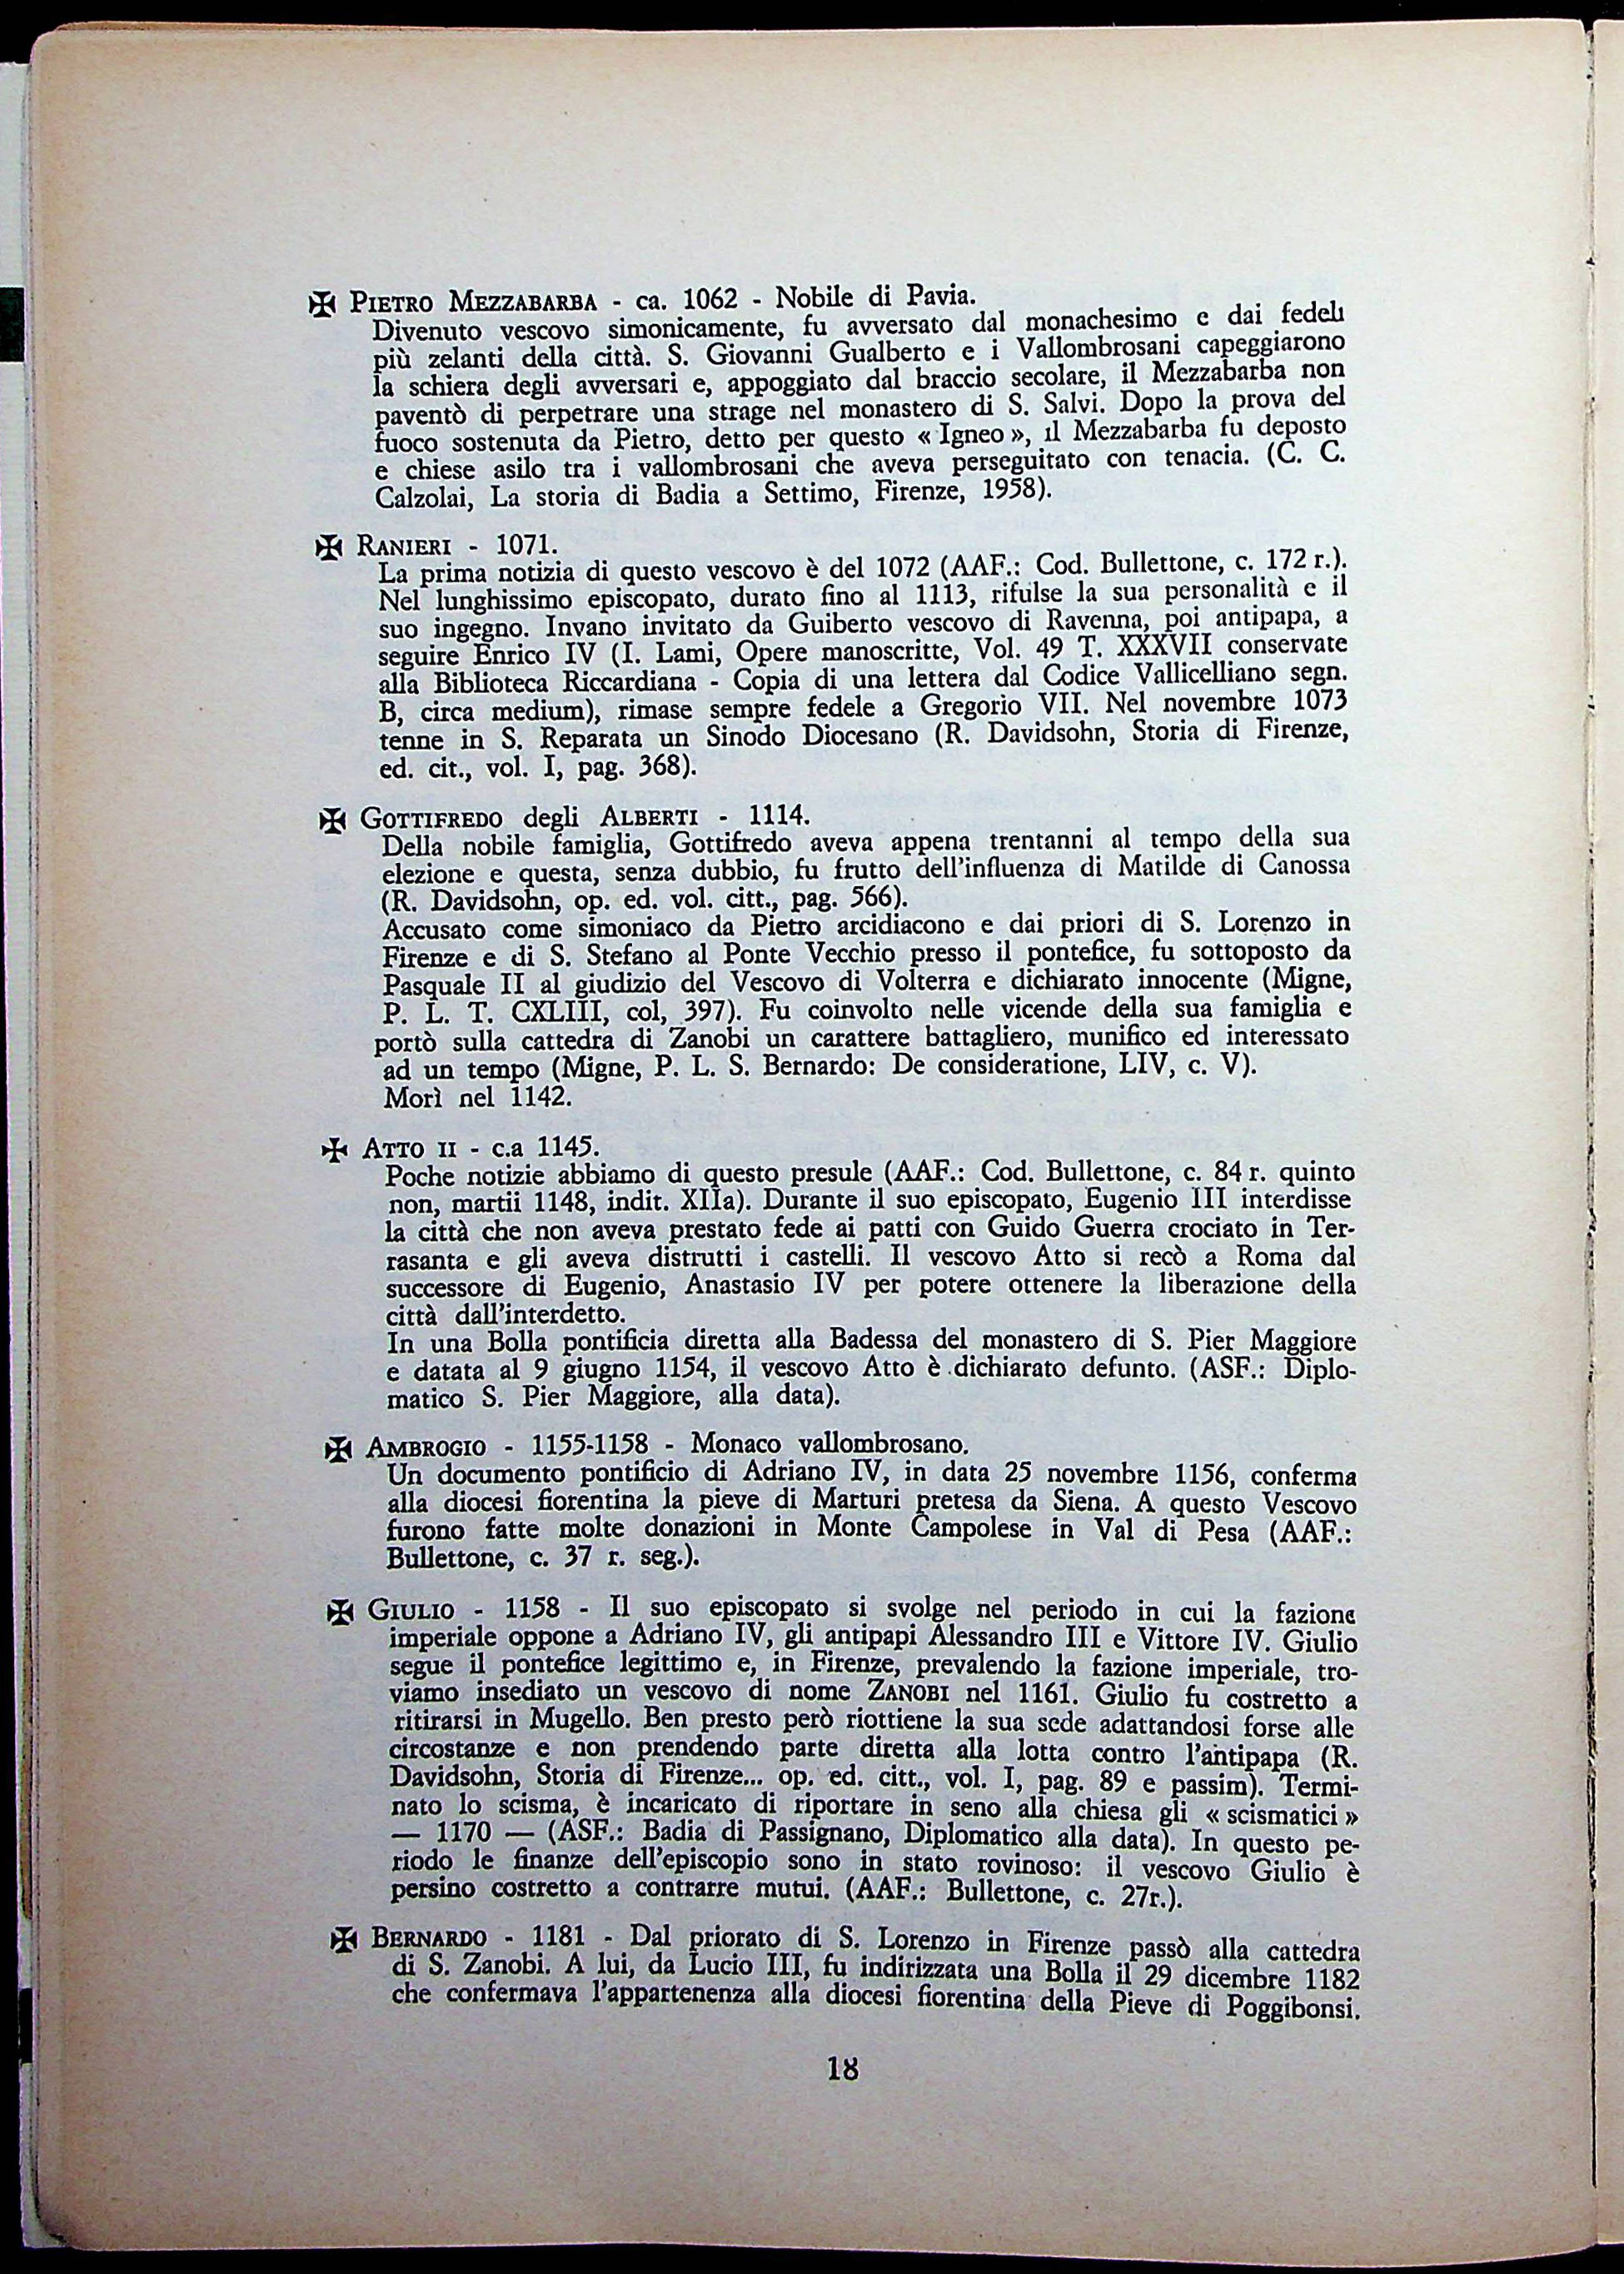 ✠ PIETRO MEZZABARBA - ca. 1062 - Nobile di Pavia.
Divenuto vescovo simonicamente, fu avversato dal monachesimo e dai fedeli
più zelanti della città. S. Giovanni Gualberto e i Vallombrosani capeggiarono
la schiera degli avversari e, appoggiato dal braccio secolare, il Mezzabarba non
paventò di perpetrare una strage nel monastero di S. Salvi. Dopo la prova del
fuoco sostenuta da Pietro, detto per questo « Igneo », il Mezzabarba fu deposto
e chiese asilo tra i vallombrosani che aveva perseguitato con tenacia. (C. C.
Calzolai, La storia di Badia a Settimo, Firenze, 1958).
✠ RANIERI - 1071.
La prima notizia di questo vescovo è del 1072 (AAF.: Cod. Bullettone, c. 172 r.).
Nel lunghissimo episcopato, durato fino al 1113, rifulse la sua personalità e il
suo ingegno. Invano invitato da Guiberto vescovo di Ravenna, poi antipapa, a
seguire Enrico IV (I. Lami, Opere manoscritte, Vol. 49 T. XXXVII conservate
alla Biblioteca Riccardiana - Copia di una lettera dal Codice Vallicelliano segn.
B, circa medium), rimase sempre fedele a Gregorio VII. Nel novembre 1073
tenne in S. Reparata un Sinodo Diocesano (R. Davidsohn, Storia di Firenze,
ed. cit., vol. I, pag. 368).
✠ GOTTIFREDO degli ALBERTI - 1114.
Della nobile famiglia, Gottifredo aveva appena trentanni al tempo della sua
elezione e questa, senza dubbio, fu frutto dell'influenza di Matilde di Canossa
(R. Davidsohn, op. ed. vol. citt., pag. 566).
Accusato come simoniaco da Pietro arcidiacono e dai priori di S. Lorenzo in
Firenze e di S. Stefano al Ponte Vecchio presso il pontefice, fu sottoposto da
Pasquale II al giudizio del Vescovo di Volterra e dichiarato innocente (Migne,
P. L. T. CXLIII, col, 397). Fu coinvolto nelle vicende della sua famiglia e
portò sulla cattedra di Zanobi un carattere battagliero, munifico ed interessato
ad un tempo (Migne, P. L. S. Bernardo: De consideratione, LIV, c. V).
Morì nel 1142.
✠ ATTO II - c.a 1145.
Poche notizie abbiamo di questo presule (AAF.: Cod. Bullettone, c. 84 r. quinto
non, martii 1148, indit. XIIa). Durante il suo episcopato, Eugenio III interdisse
la città che non aveva prestato fede ai patti con Guido Guerra crociato in Ter-
rasanta e gli aveva distrutti i castelli. Il vescovo Atto si recò a Roma dal
successore di Eugenio, Anastasio IV per potere ottenere la liberazione della
città dall'interdetto.
In una Bolla pontificia diretta alla Badessa del monastero di S. Pier Maggiore
e datata al 9 giugno 1154, il vescovo Atto è dichiarato defunto. (ASF.: Diplo-
matico S. Pier Maggiore, alla data).
✠ AMBROGIO - 1155-1158 - Monaco vallombrosano.
Un documento pontificio di Adriano IV, in data 25 novembre 1156, conferma
alla diocesi fiorentina la pieve di Marturi pretesa da Siena. A questo Vescovo
furono fatte molte donazioni in Monte Campolese in Val di Pesa (AAF.:
Bullettone, c. 37 r. seg.).
✠ GIULIO - 1158 - Il suo episcopato si svolge nel periodo in cui la fazione
imperiale oppone a Adriano IV, gli antipapi Alessandro III e Vittore IV. Giulio
segue il pontefice legittimo e, in Firenze, prevalendo la fazione imperiale, tro-
viamo insediato un vescovo di nome ZANOBI nel 1161. Giulio fu costretto a
ritirarsi in Mugello. Ben presto però riottiene la sua sede adattandosi forse alle
circostanze e non prendendo parte diretta alla lotta contro l'antipapa (R.
Davidsohn, Storia di Firenze... op. ed. citt., vol. I, pag. 89 e passim). Termi-
nato lo scisma, è incaricato di riportare in seno alla chiesa gli « scismatici »
— 1170 — (ASF.: Badia di Passignano, Diplomatico alla data). In questo pe-
riodo le finanze dell'episcopio sono in stato rovinoso: il vescovo Giulio è
persino costretto a contrarre mutui. (AAF.: Bullettone, c. 27r.).
✠ BERNARDO - 1181 - Dal priorato di S. Lorenzo in Firenze passò alla cattedra
di S. Zanobi. A lui, da Lucio III, fu indirizzata una Bolla il 29 dicembre 1182
che confermava l'appartenenza alla diocesi fiorentina della Pieve di Poggibonsi.
18